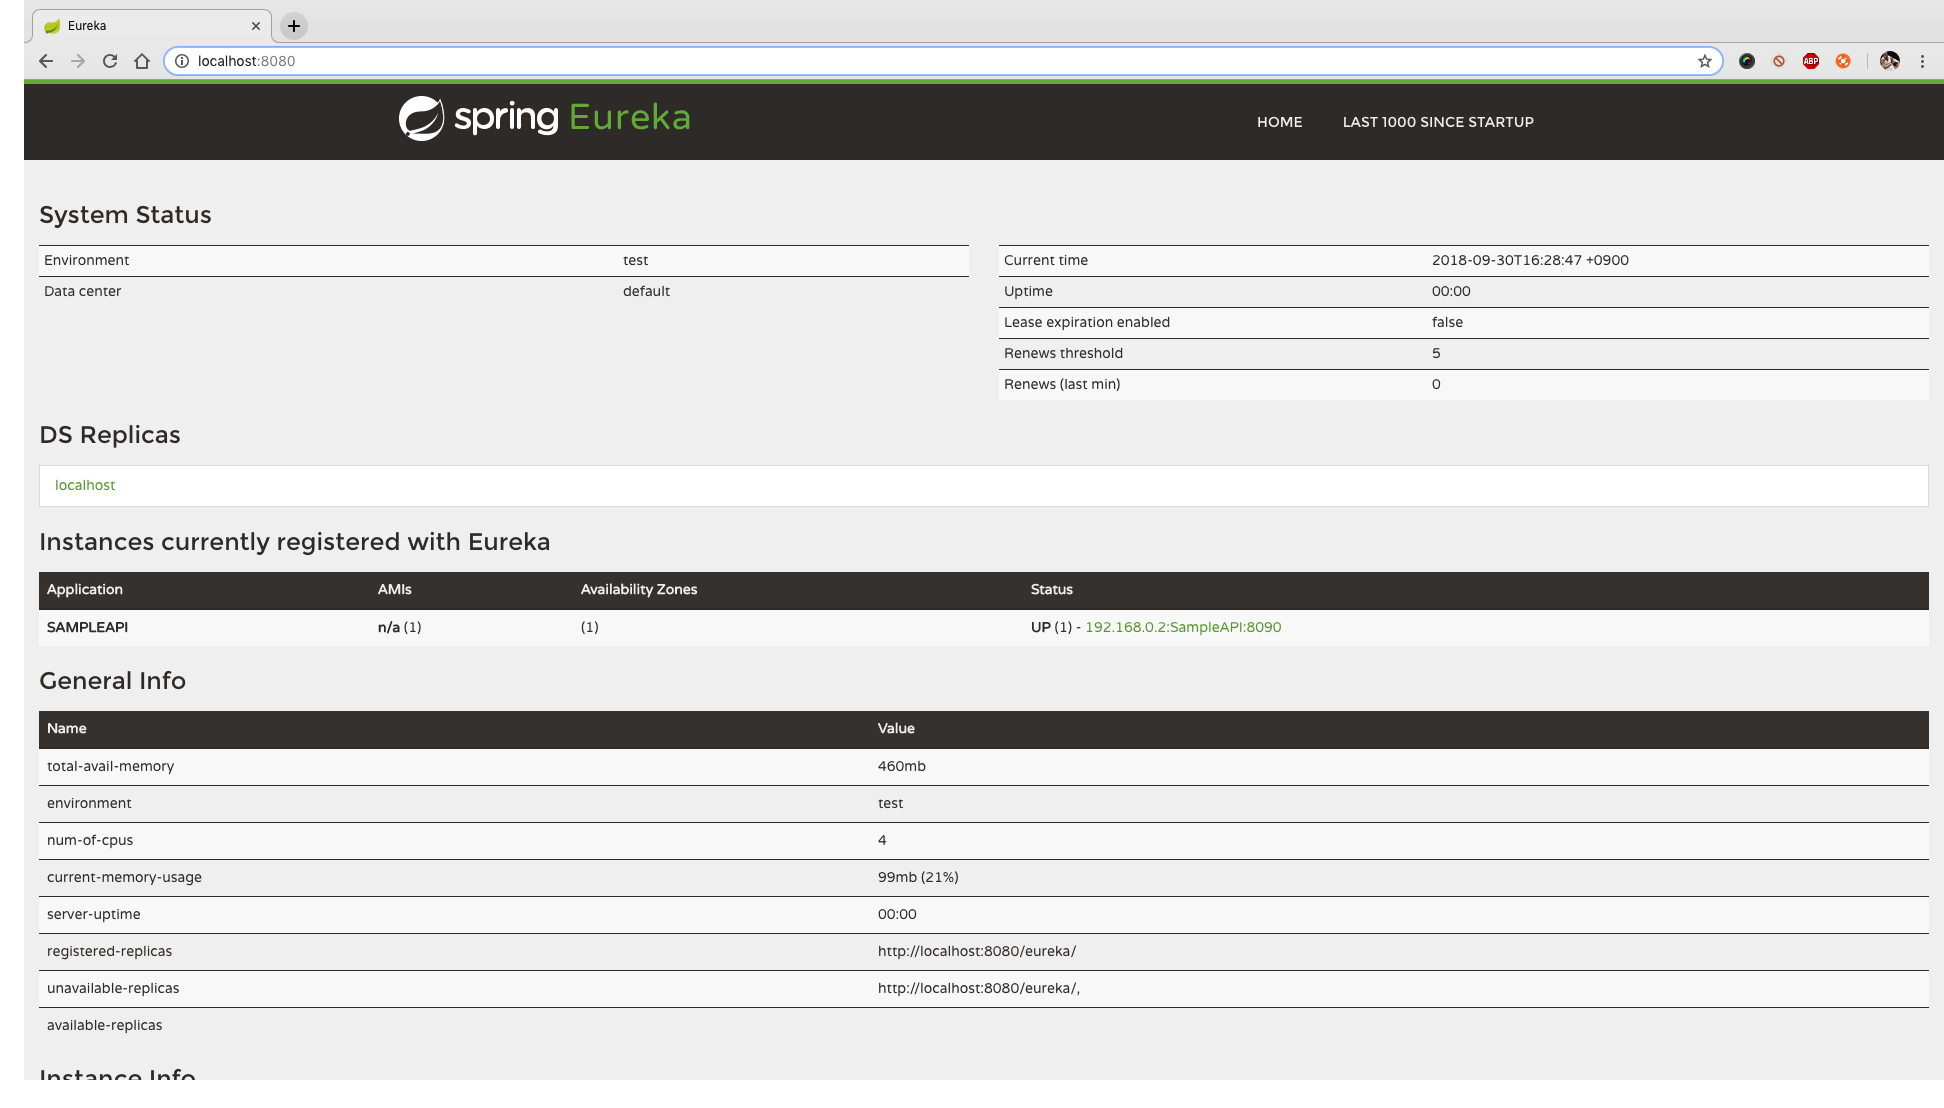 Eureka
localhost:8080
ABP
spring Eureka
HOME LAST 1000 SINCE STARTUP
System Status
Environment test
Data center default
Current time 2018-09-30T16:28:47 +0900
Uptime 00:00
Lease expiration enabled false
Renews threshold 5
Renews (last min) 0
DS Replicas
localhost
Instances currently registered with Eureka
Application AMIs Availability Zones Status
SAMPLEAPI n/a (1) (1) UP (1) - 192.168.0.2:SampleAPI:8090
General Info
Name Value
total-avail-memory 460mb
environment test
num-of-cpus 4
current-memory-usage 99mb (21%)
server-uptime 00:00
registered-replicas http://localhost:8080/eureka/
unavailable-replicas http://localhost:8080/eureka/,
available-replicas
Instance Info